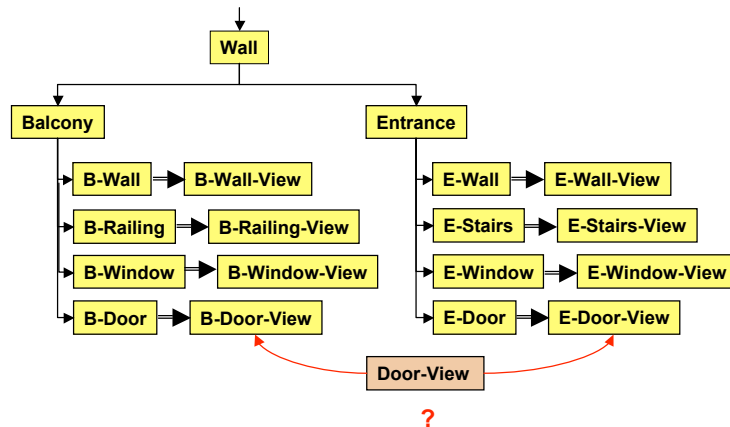 Wall
Balcony
Entrance
B-Wall
B-Wall-View
E-Wall
E-Wall-View
B-Railing
B-Railing-View
E-Stairs
E-Stairs-View
B-Window
B-Window-View
E-Window
E-Window-View
B-Door
B-Door-View
E-Door
E-Door-View
Door-View
?